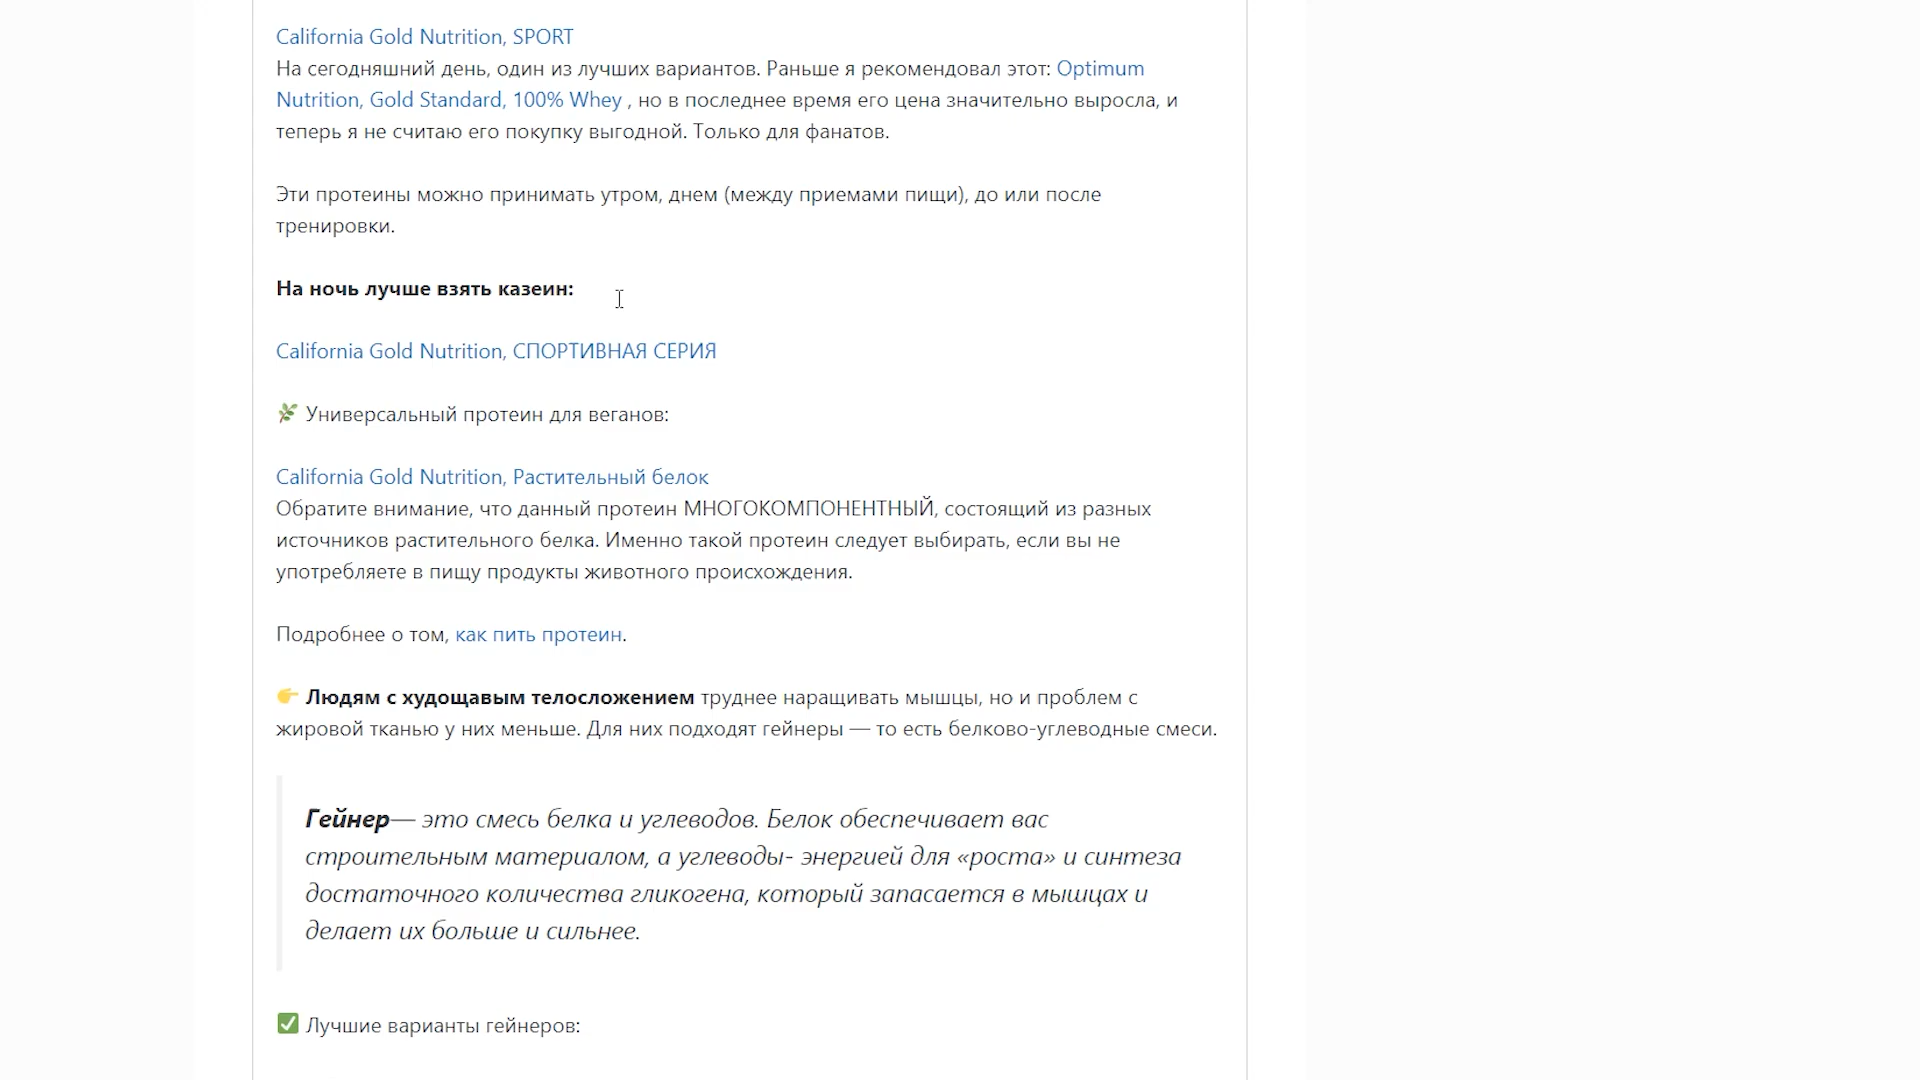 California Gold Nutrition, SPORT
На сегодняшний день, один из лучших вариантов. Раньше я рекомендовал этот: Optimum
Nutrition, Gold Standard, 100% Whey , но в последнее время его цена значительно выросла, и
теперь я не считаю его покупку выгодной. Только для фанатов.
Эти протеины можно принимать утром, днем (между приемами пищи), до или после
тренировки.
На ночь лучше взять казеин:
California Gold Nutrition, СПОРТИВНАЯ СЕРИЯ
🌿 Универсальный протеин для веганов:
California Gold Nutrition, Растительный белок
Обратите внимание, что данный протеин МНОГОКОМПОНЕНТНЫЙ, состоящий из разных
источников растительного белка. Именно такой протеин следует выбирать, если вы не
употребляете в пищу продукты животного происхождения.
Подробнее о том, как пить протеин.
👉 Людям с худощавым телосложением труднее наращивать мышцы, но и проблем с
жировой тканью у них меньше. Для них подходят гейнеры — то есть белково-углеводные смеси.
Гейнер— это смесь белка и углеводов. Белок обеспечивает вас
строительным материалом, а углеводы- энергией для «роста» и синтеза
достаточного количества гликогена, который запасается в мышцах и
делает их больше и сильнее.
✅ Лучшие варианты гейнеров: